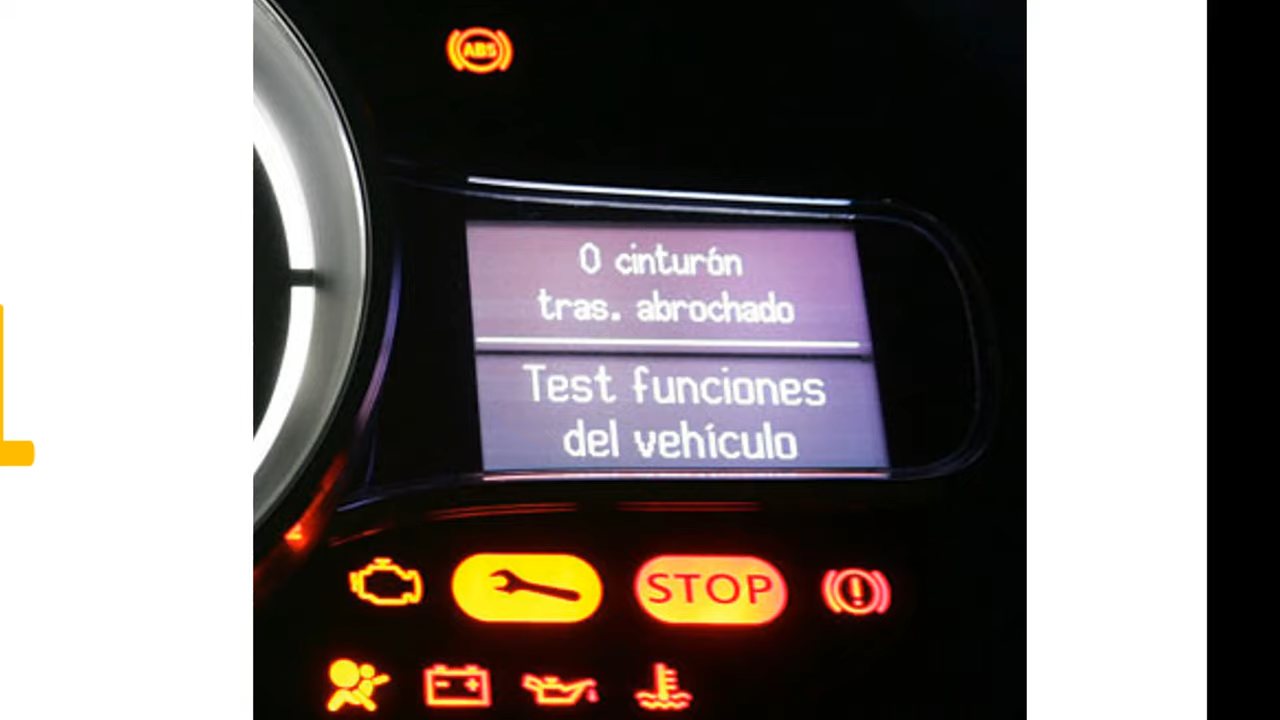 ABS
0 cinturón
tras. abrochado
Test funciones
del vehículo
STOP